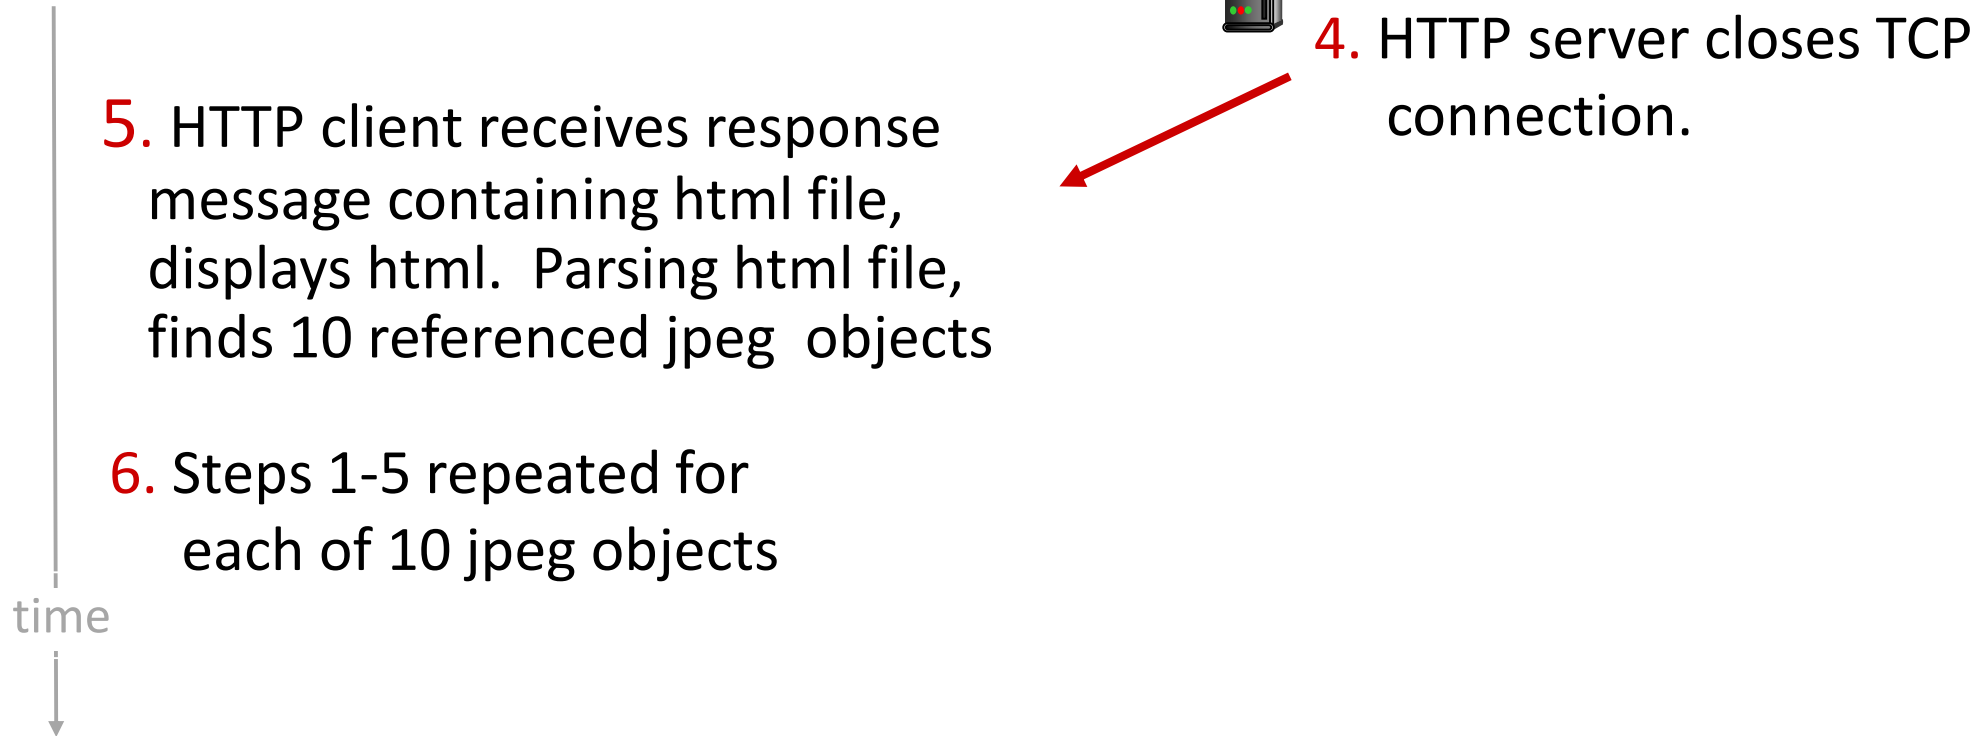 4. HTTP server closes TCP
connection.
5. HTTP client receives response
message containing html file,
displays html.  Parsing html file,
finds 10 referenced jpeg  objects
6. Steps 1-5 repeated for
each of 10 jpeg objects
time